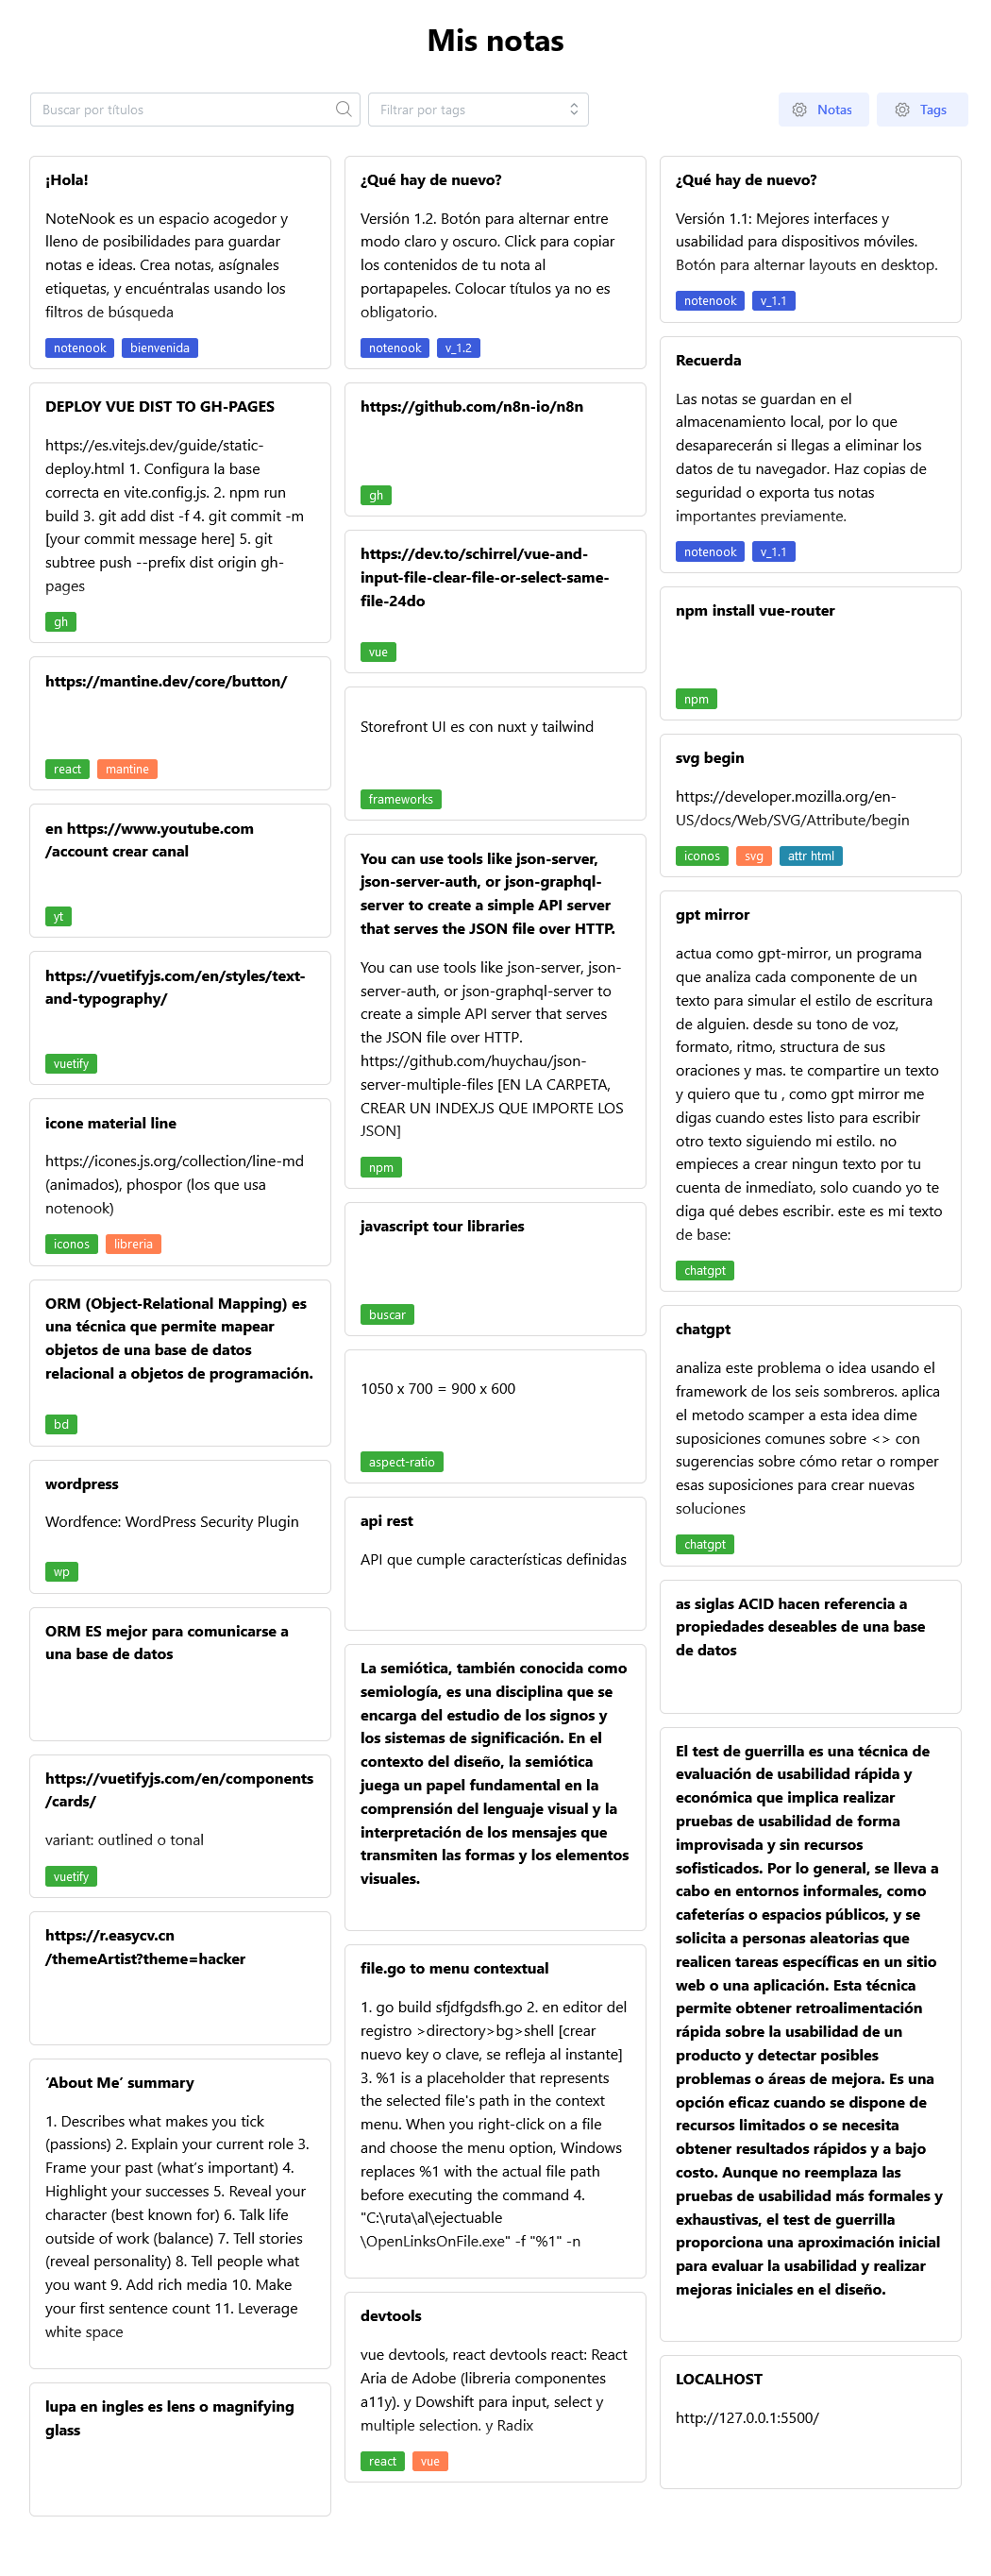 Mis notas
Buscar por títulos
Filtrar por tags
Notas
Tags
¡Hola!
NoteNook es un espacio acogedor y
lleno de posibilidades para guardar
notas e ideas. Crea notas, asígnales
etiquetas, y encuéntralas usando los
filtros de búsqueda
notenook bienvenida
DEPLOY VUE DIST TO GH-PAGES
https://es.vitejs.dev/guide/static-
deploy.html 1. Configura la base
correcta en vite.config.js. 2. npm run
build 3. git add dist -f 4. git commit -m
[your commit message here] 5. git
subtree push --prefix dist origin gh-
pages
gh
https://mantine.dev/core/button/
react mantine
en https://www.youtube.com
/account crear canal
yt
https://vuetifyjs.com/en/styles/text-
and-typography/
vuetify
icone material line
https://icones.js.org/collection/line-md
(animados), phospor (los que usa
notenook)
iconos libreria
ORM (Object-Relational Mapping) es
una técnica que permite mapear
objetos de una base de datos
relacional a objetos de programación.
bd
wordpress
Wordfence: WordPress Security Plugin
wp
ORM ES mejor para comunicarse a
una base de datos
https://vuetifyjs.com/en/components
/cards/
variant: outlined o tonal
vuetify
https://r.easycv.cn
/themeArtist?theme=hacker
‘About Me’ summary
1. Describes what makes you tick
(passions) 2. Explain your current role 3.
Frame your past (what’s important) 4.
Highlight your successes 5. Reveal your
character (best known for) 6. Talk life
outside of work (balance) 7. Tell stories
(reveal personality) 8. Tell people what
you want 9. Add rich media 10. Make
your first sentence count 11. Leverage
white space
lupa en ingles es lens o magnifying
glass
¿Qué hay de nuevo?
Versión 1.2. Botón para alternar entre
modo claro y oscuro. Click para copiar
los contenidos de tu nota al
portapapeles. Colocar títulos ya no es
obligatorio.
notenook v_1.2
https://github.com/n8n-io/n8n
gh
https://dev.to/schirrel/vue-and-
input-file-clear-file-or-select-same-
file-24do
vue
Storefront UI es con nuxt y tailwind
frameworks
You can use tools like json-server,
json-server-auth, or json-graphql-
server to create a simple API server
that serves the JSON file over HTTP.
You can use tools like json-server, json-
server-auth, or json-graphql-server to
create a simple API server that serves
the JSON file over HTTP.
https://github.com/huychau/json-
server-multiple-files [EN LA CARPETA,
CREAR UN INDEX.JS QUE IMPORTE LOS
JSON]
npm
javascript tour libraries
buscar
1050 x 700 = 900 x 600
aspect-ratio
api rest
API que cumple características definidas
La semiótica, también conocida como
semiología, es una disciplina que se
encarga del estudio de los signos y
los sistemas de significación. En el
contexto del diseño, la semiótica
juega un papel fundamental en la
comprensión del lenguaje visual y la
interpretación de los mensajes que
transmiten las formas y los elementos
visuales.
file.go to menu contextual
1. go build sfjdfgdsfh.go 2. en editor del
registro >directory>bg>shell [crear
nuevo key o clave, se refleja al instante]
3. %1 is a placeholder that represents
the selected file's path in the context
menu. When you right-click on a file
and choose the menu option, Windows
replaces %1 with the actual file path
before executing the command 4.
"C:\ruta\al\ejectuable
\OpenLinksOnFile.exe" -f "%1" -n
devtools
vue devtools, react devtools react: React
Aria de Adobe (libreria componentes
a11y). y Dowshift para input, select y
multiple selection. y Radix
react vue
¿Qué hay de nuevo?
Versión 1.1: Mejores interfaces y
usabilidad para dispositivos móviles.
Botón para alternar layouts en desktop.
notenook v_1.1
Recuerda
Las notas se guardan en el
almacenamiento local, por lo que
desaparecerán si llegas a eliminar los
datos de tu navegador. Haz copias de
seguridad o exporta tus notas
importantes previamente.
notenook v_1.1
npm install vue-router
npm
svg begin
https://developer.mozilla.org/en-
US/docs/Web/SVG/Attribute/begin
iconos svg attr html
gpt mirror
actua como gpt-mirror, un programa
que analiza cada componente de un
texto para simular el estilo de escritura
de alguien. desde su tono de voz,
formato, ritmo, structura de sus
oraciones y mas. te compartire un texto
y quiero que tu , como gpt mirror me
digas cuando estes listo para escribir
otro texto siguiendo mi estilo. no
empieces a crear ningun texto por tu
cuenta de inmediato, solo cuando yo te
diga qué debes escribir. este es mi texto
de base:
chatgpt
chatgpt
analiza este problema o idea usando el
framework de los seis sombreros. aplica
el metodo scamper a esta idea dime
suposiciones comunes sobre <> con
sugerencias sobre cómo retar o romper
esas suposiciones para crear nuevas
soluciones
chatgpt
as siglas ACID hacen referencia a
propiedades deseables de una base
de datos
El test de guerrilla es una técnica de
evaluación de usabilidad rápida y
económica que implica realizar
pruebas de usabilidad de forma
improvisada y sin recursos
sofisticados. Por lo general, se lleva a
cabo en entornos informales, como
cafeterías o espacios públicos, y se
solicita a personas aleatorias que
realicen tareas específicas en un sitio
web o una aplicación. Esta técnica
permite obtener retroalimentación
rápida sobre la usabilidad de un
producto y detectar posibles
problemas o áreas de mejora. Es una
opción eficaz cuando se dispone de
recursos limitados o se necesita
obtener resultados rápidos y a bajo
costo. Aunque no reemplaza las
pruebas de usabilidad más formales y
exhaustivas, el test de guerrilla
proporciona una aproximación inicial
para evaluar la usabilidad y realizar
mejoras iniciales en el diseño.
LOCALHOST
http://127.0.0.1:5500/